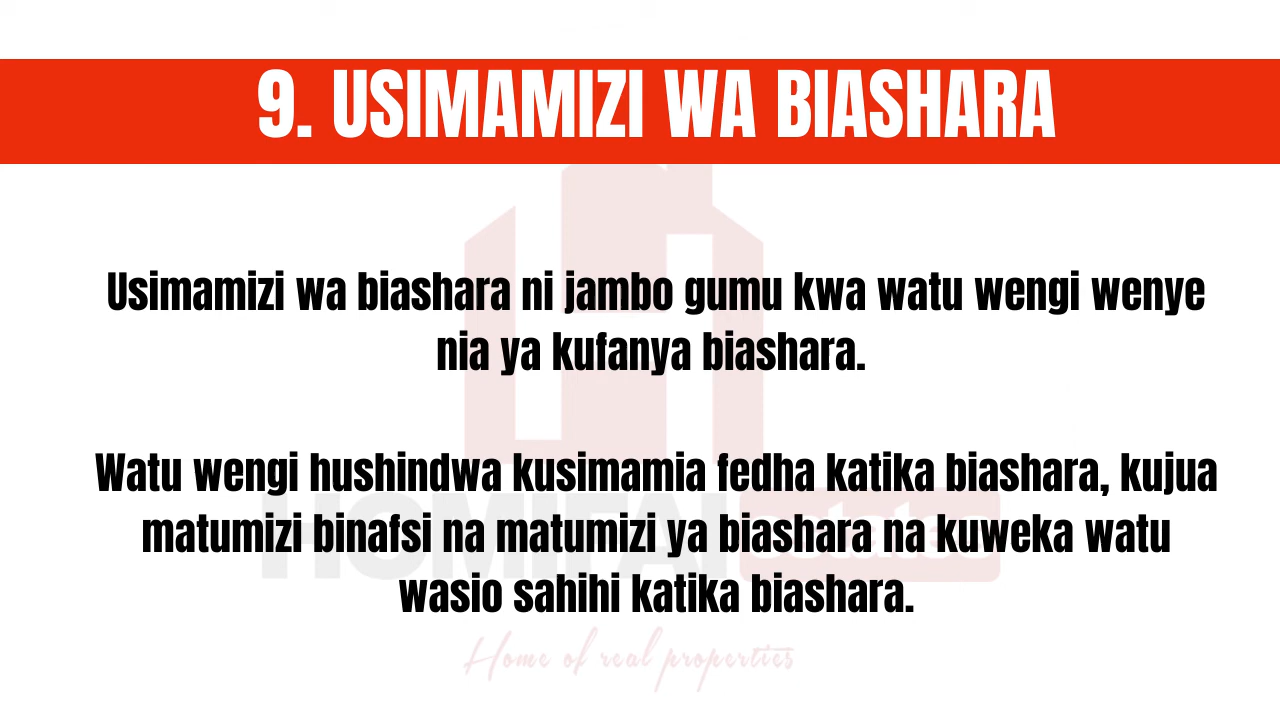 9. USIMAMIZI WA BIASHARA
Usimamizi wa biashara ni jambo gumu kwa watu wengi wenye
nia ya kufanya biashara.
Watu wengi hushindwa kusimamia fedha katika biashara, kujua
matumizi binafsi na matumizi ya biashara na kuweka watu
wasio sahihi katika biashara.
HOMIFAI estates
Home of real properties